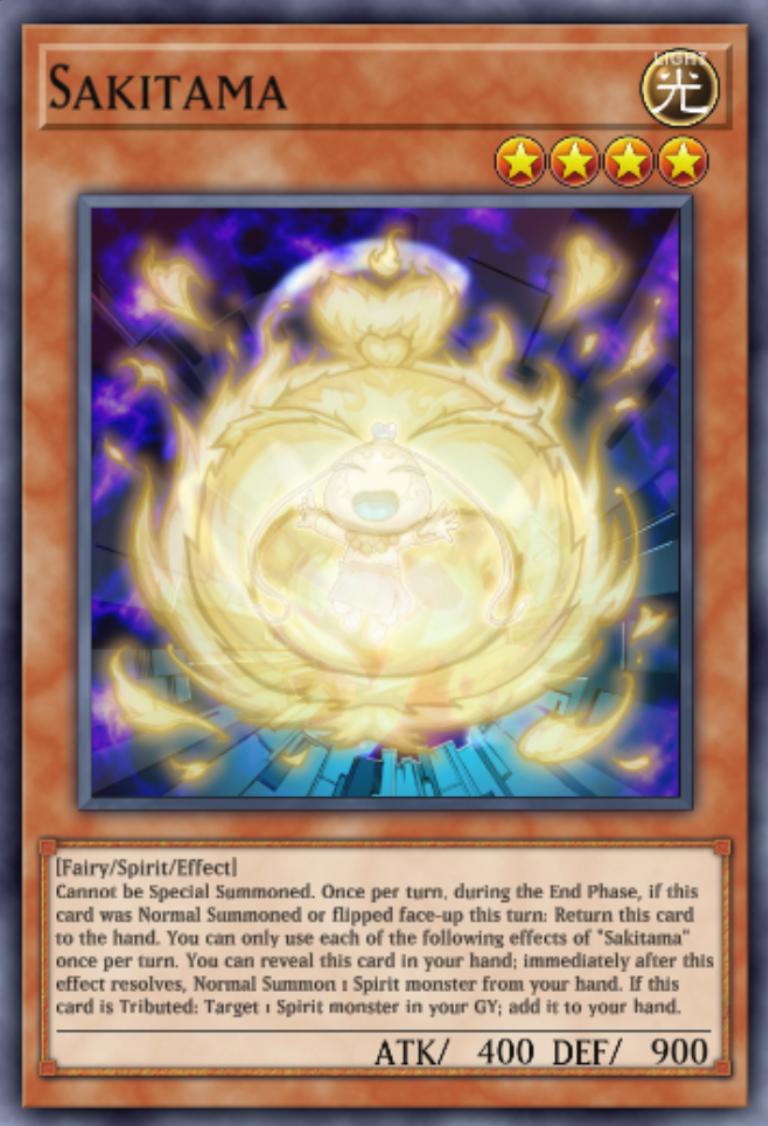 SAKITAMA
LIGHT
光
[Fairy/Spirit/Effect]
Cannot be Special Summoned. Once per turn, during the End Phase, if this
card was Normal Summoned or flipped face-up this turn: Return this card
to the hand. You can only use each of the following effects of "Sakitama"
once per turn. You can reveal this card in your hand; immediately after this
effect resolves, Normal Summon 1 Spirit monster from your hand. If this
card is Tributed: Target 1 Spirit monster in your GY; add it to your hand.
ATK/ 400 DEF/ 900